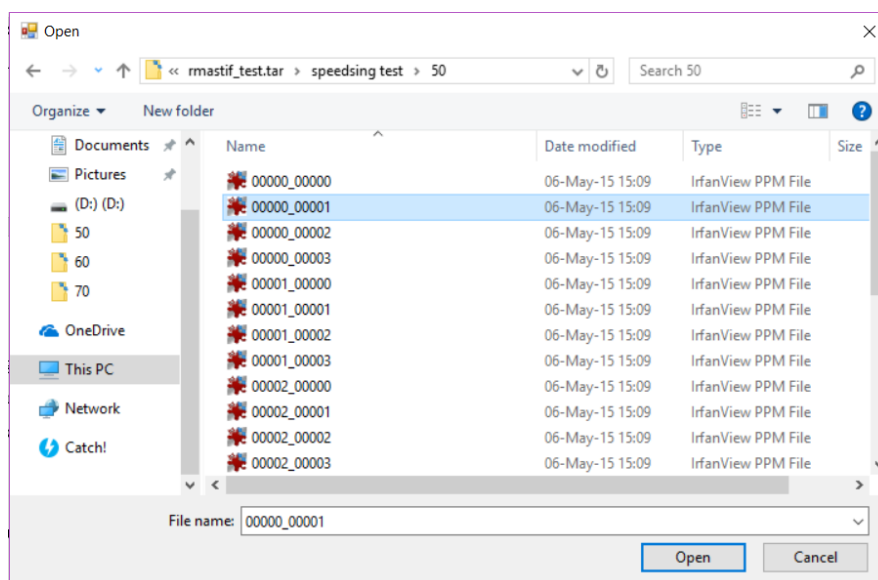 Open
« rmastif_test.tar > speedsing test > 50
Search 50
Organize
New folder
Documents
Pictures
(D:) (D:)
50
60
70
OneDrive
This PC
Network
Catch!
Name Date modified Type Size
00000_00000 06-May-15 15:09 IrfanView PPM File
00000_00001 06-May-15 15:09 IrfanView PPM File
00000_00002 06-May-15 15:09 IrfanView PPM File
00000_00003 06-May-15 15:09 IrfanView PPM File
00001_00000 06-May-15 15:09 IrfanView PPM File
00001_00001 06-May-15 15:09 IrfanView PPM File
00001_00002 06-May-15 15:09 IrfanView PPM File
00001_00003 06-May-15 15:09 IrfanView PPM File
00002_00000 06-May-15 15:09 IrfanView PPM File
00002_00001 06-May-15 15:09 IrfanView PPM File
00002_00002 06-May-15 15:09 IrfanView PPM File
00002_00003 06-May-15 15:09 IrfanView PPM File
File name: 00000_00001
Open
Cancel